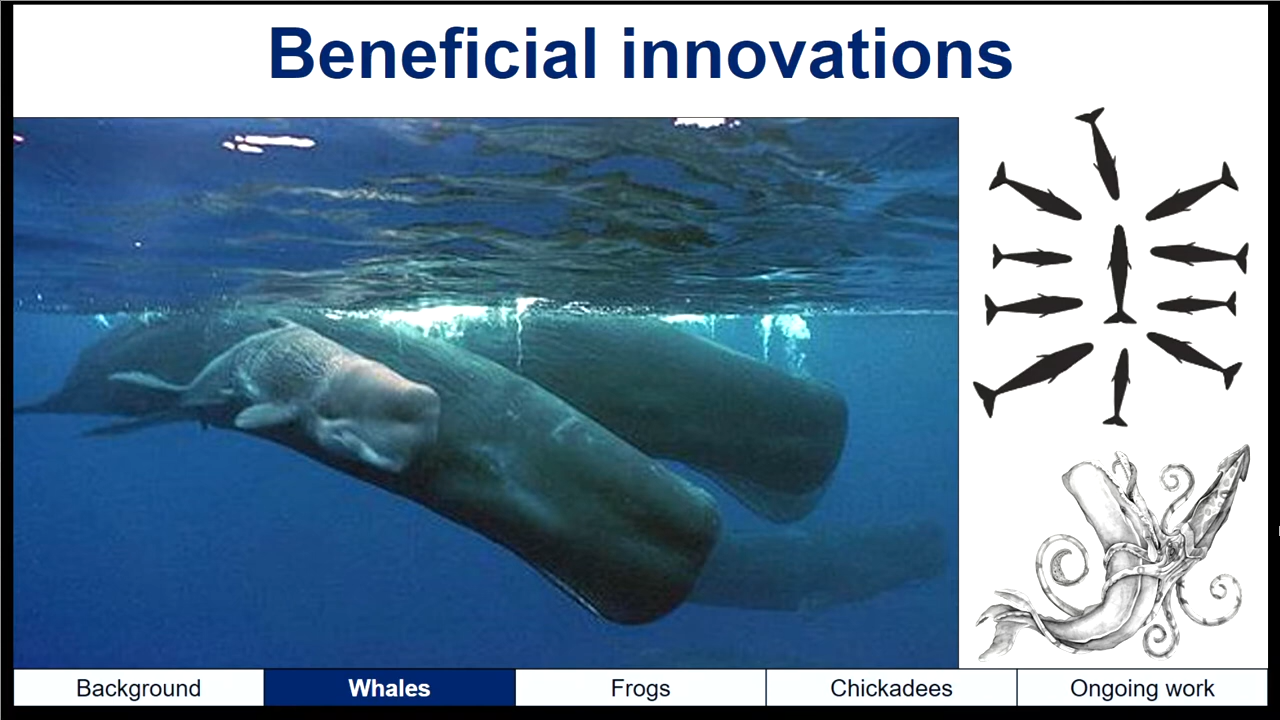 Beneficial innovations
Background
Whales
Frogs
Chickadees
Ongoing work